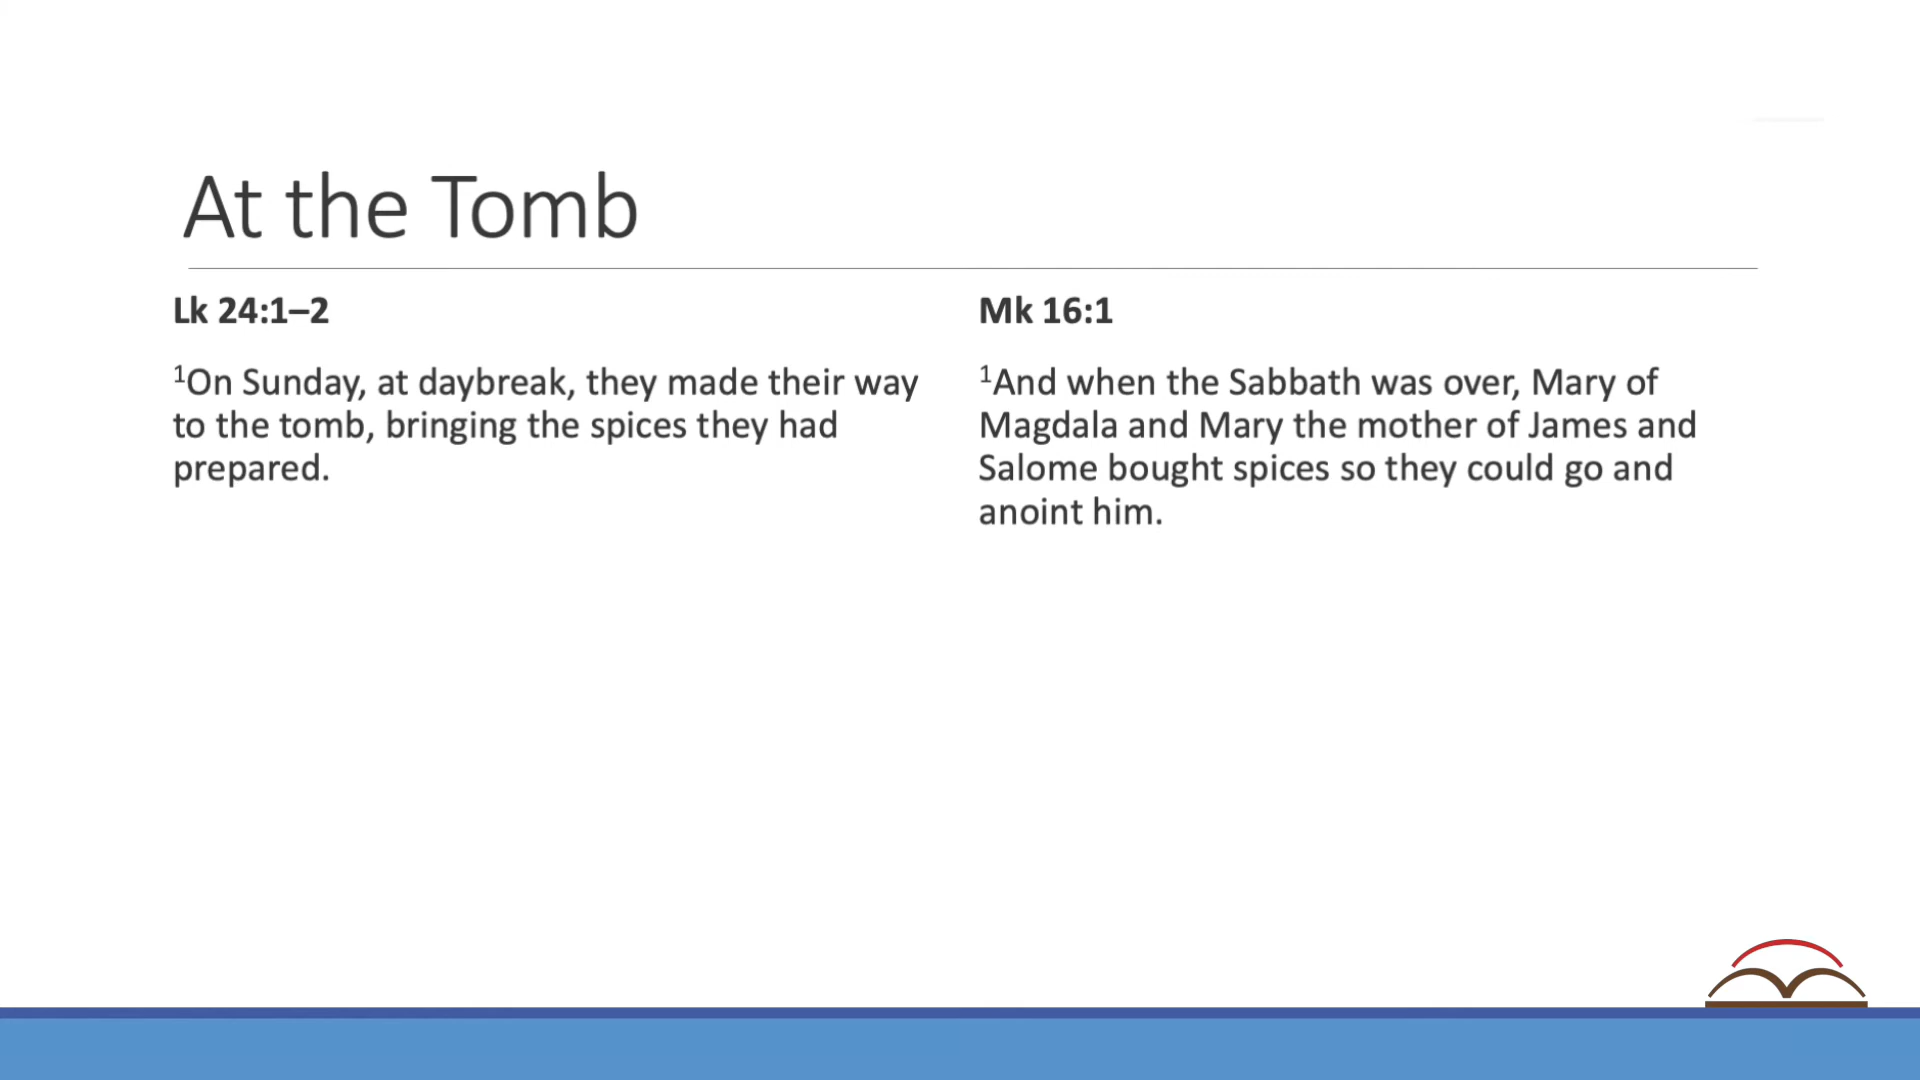 At the Tomb
Lk 24:1–2
¹On Sunday, at daybreak, they made their way
to the tomb, bringing the spices they had
prepared.
Mk 16:1
¹And when the Sabbath was over, Mary of
Magdala and Mary the mother of James and
Salome bought spices so they could go and
anoint him.